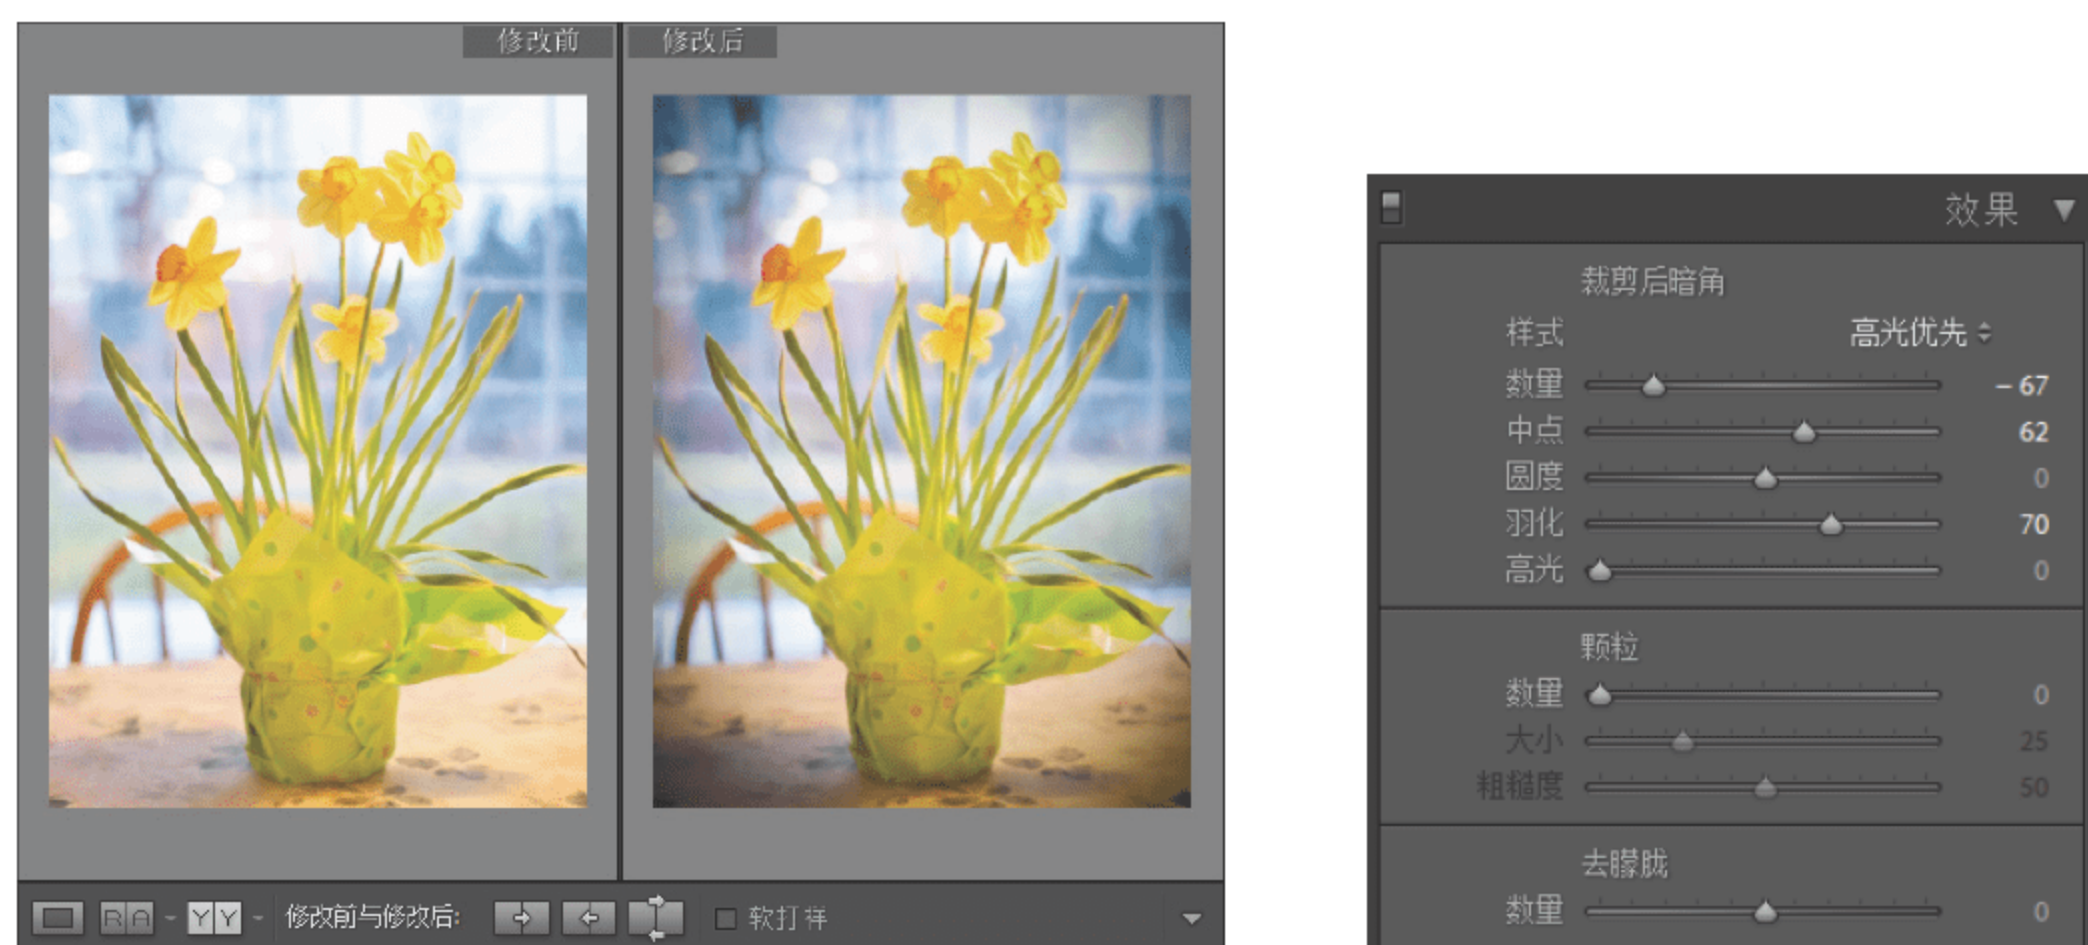 修改前
修改后
RA YY 修改前与修改后: 软打样
效果
裁剪后暗角
样式 高光优先
数量 – 67
中点 62
圆度 0
羽化 70
高光 0
颗粒
数量 0
大小 25
粗糙度 50
去朦胧
数量 0